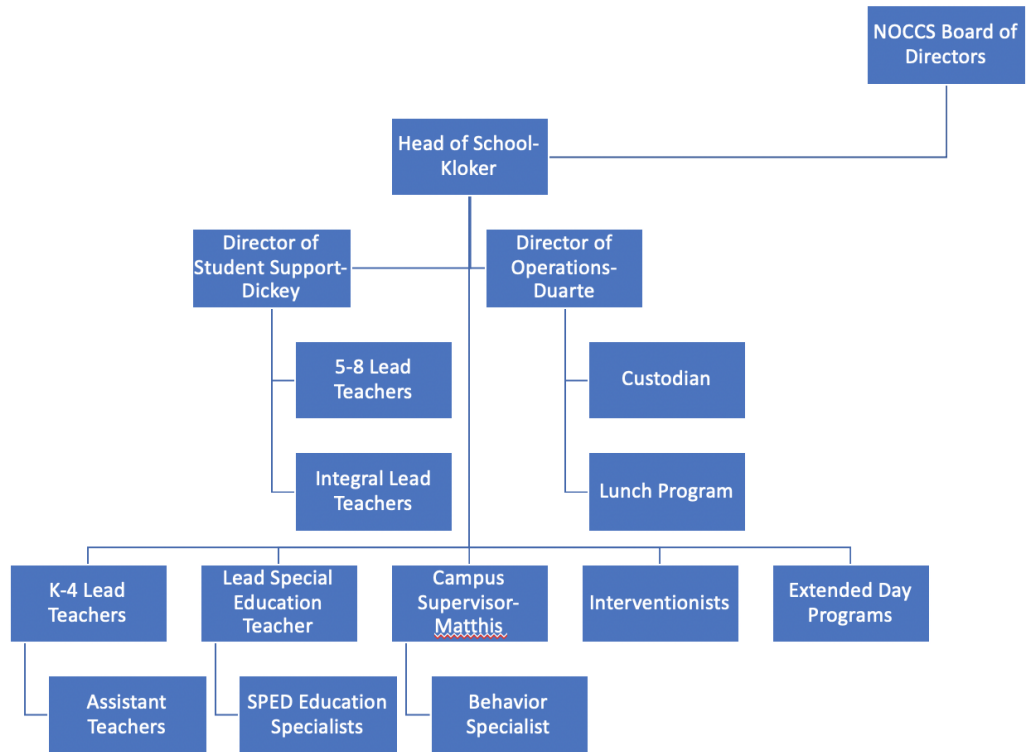 NOCCS Board of
Directors
Head of School-
Kloker
Director of
Student Support-
Dickey
Director of
Operations-
Duarte
5-8 Lead
Teachers
Custodian
Integral Lead
Teachers
Lunch Program
K-4 Lead
Teachers
Lead Special
Education
Teacher
Campus
Supervisor-
Matthis
Interventionists
Extended Day
Programs
Assistant
Teachers
SPED Education
Specialists
Behavior
Specialist